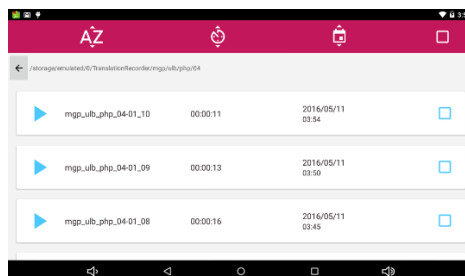 3:5
AZ
/storage/emulated/0/TranslationRecorder/mgp/ulb/php/04
mgp_ulb_php_04-01_10 00:00:11 2016/05/11
03:54
mgp_ulb_php_04-01_09 00:00:13 2016/05/11
03:50
mgp_ulb_php_04-01_08 00:00:16 2016/05/11
03:45